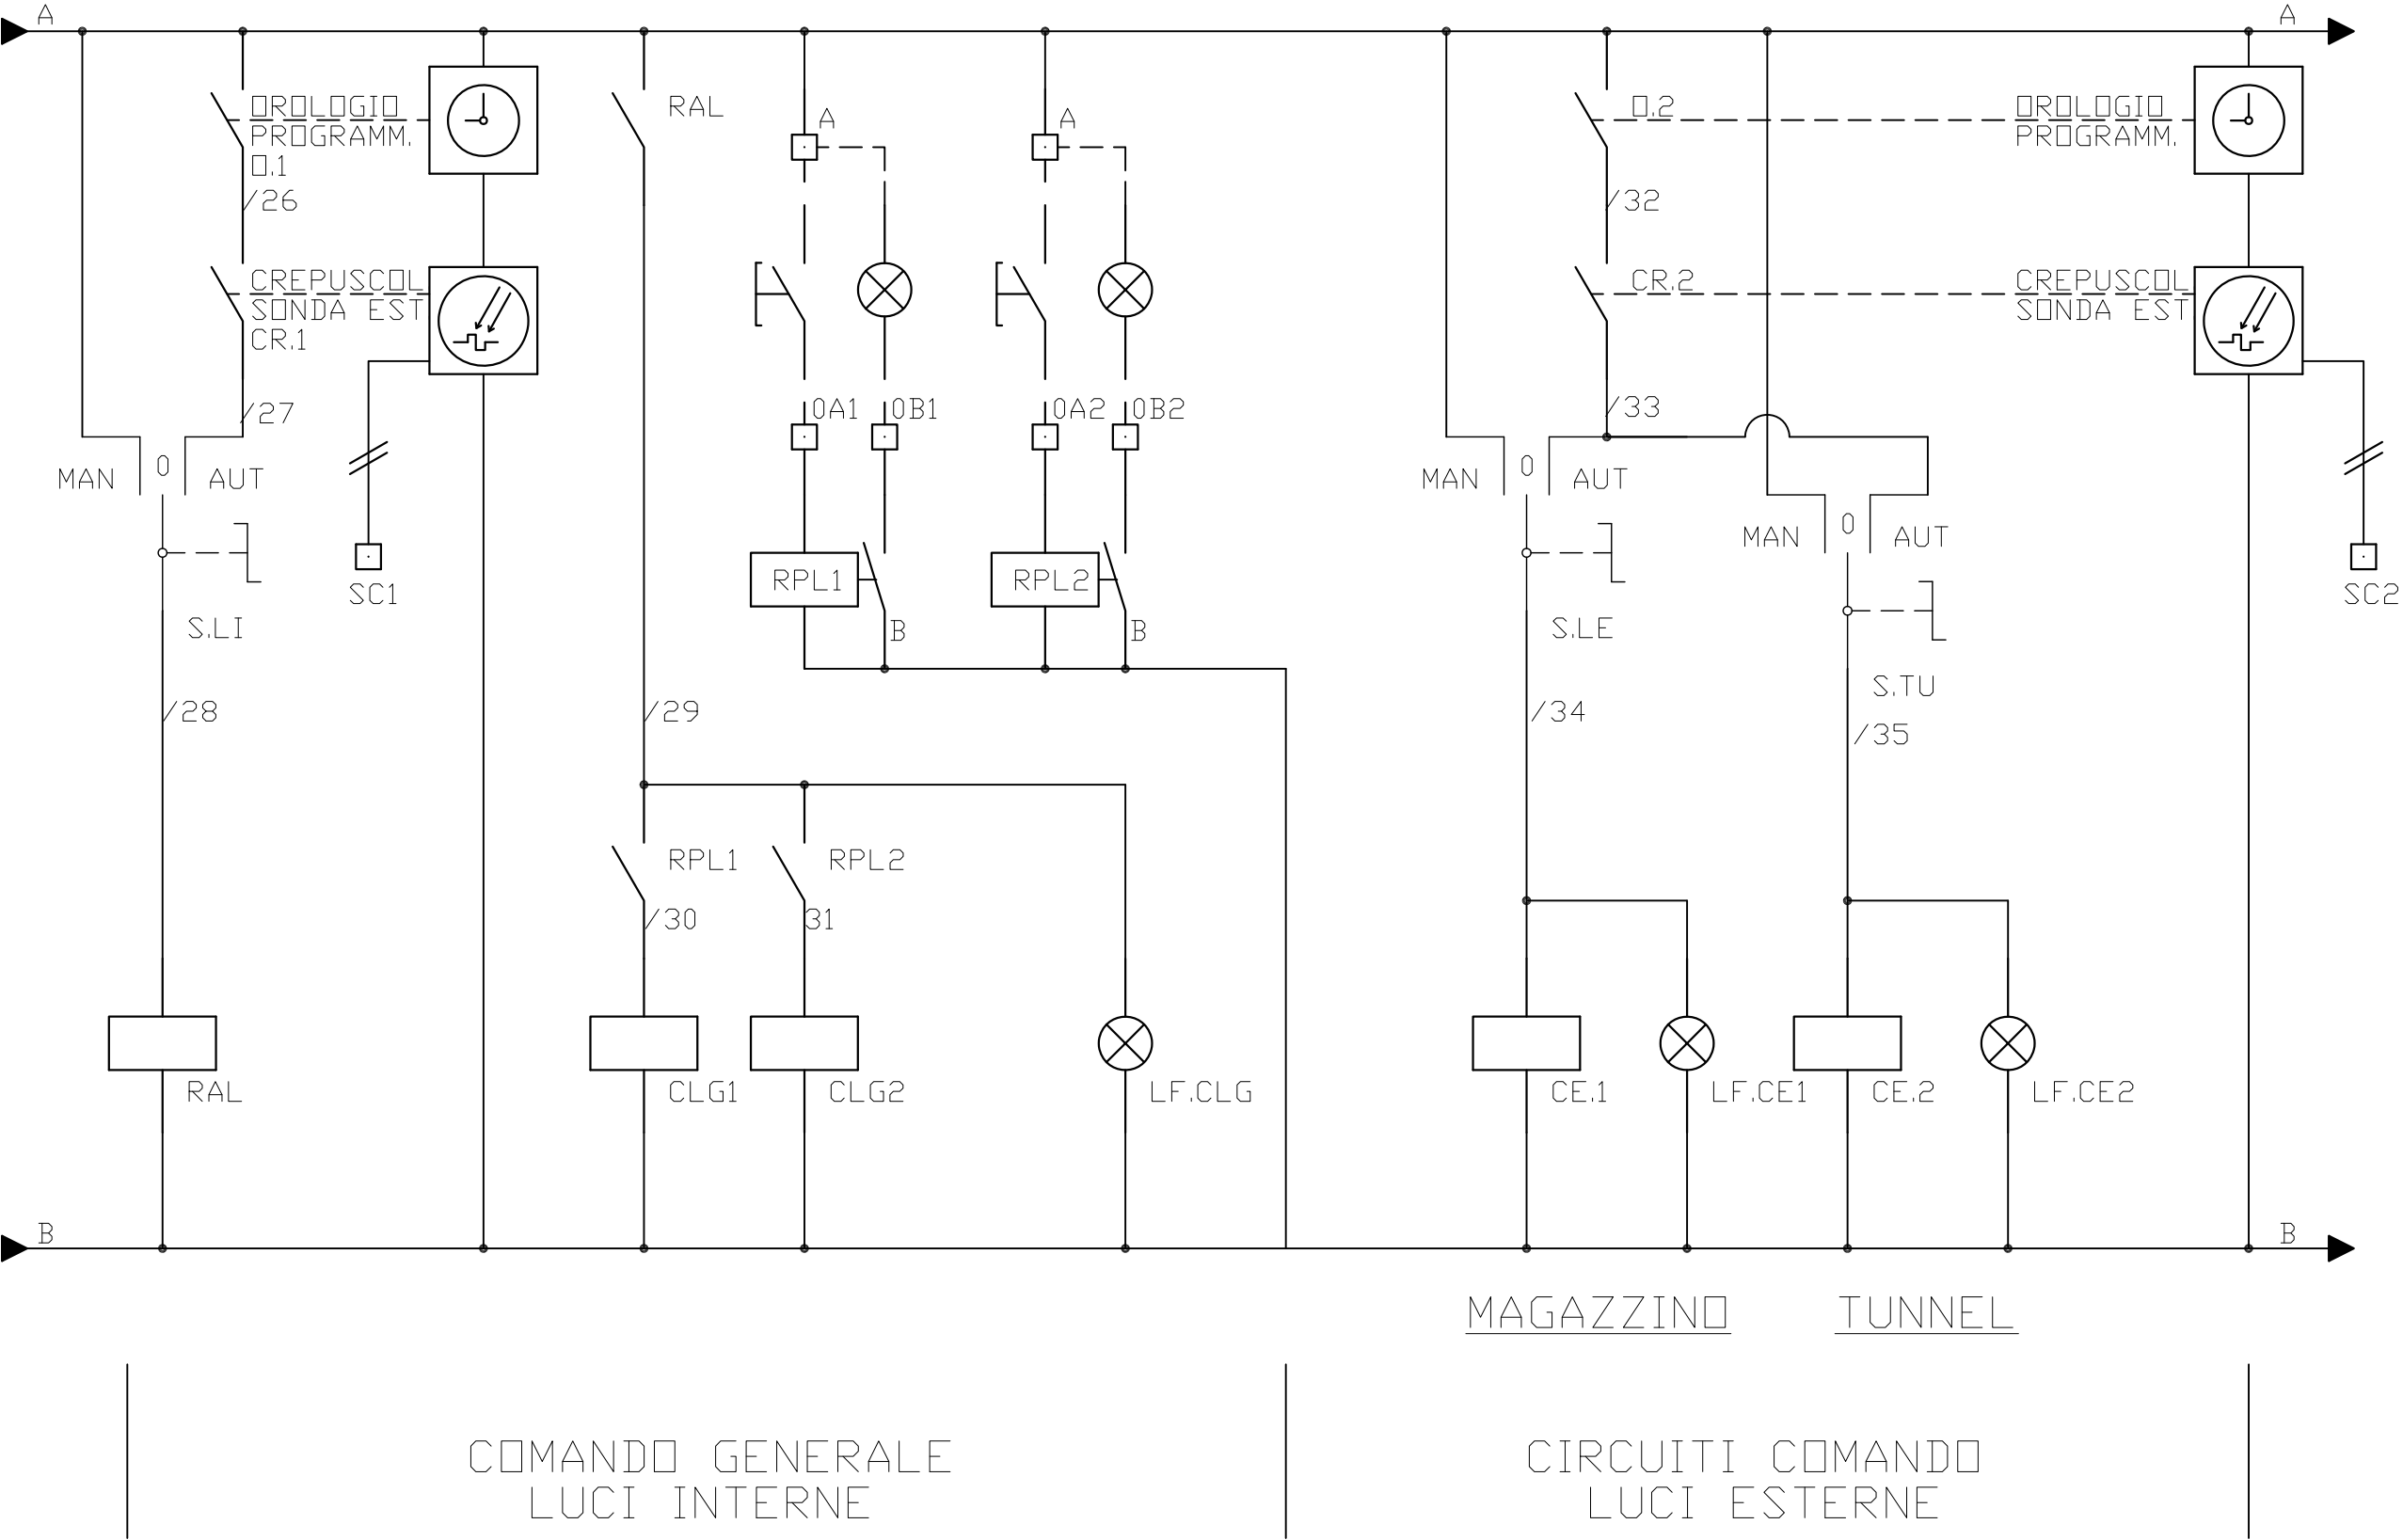 A
A
OROLOGIO
PROGRAMM.
O.1
/26
RAL
A
A
O.2
OROLOGIO
PROGRAMM.
/32
CREPUSCOL
SONDA EST
CR.1
CR.2
CREPUSCOL
SONDA EST
/27
0A1
0B1
0A2
0B2
/33
MAN
0
AUT
MAN
0
AUT
MAN
0
AUT
SC1
RPL1
RPL2
SC2
S.LI
B
B
S.LE
S.TU
/28
/29
/34
/35
RPL1
RPL2
/30
31
RAL
CLG1
CLG2
LF.CLG
CE.1
LF.CE1
CE.2
LF.CE2
B
B
MAGAZZINO
TUNNEL
COMANDO GENERALE
LUCI INTERNE
CIRCUITI COMANDO
LUCI ESTERNE